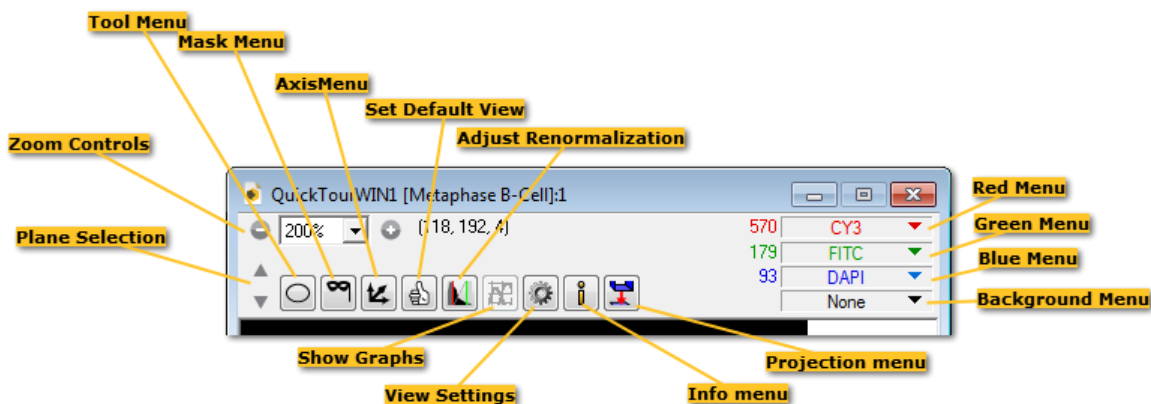 Tool Menu
Mask Menu
AxisMenu
Set Default View
Zoom Controls
Adjust Renormalization
QuickTourWIN1 [Metaphase B-Cell]:1
Red Menu
200%
(118, 192, 4)
570
CY3
Plane Selection
Green Menu
179
FITC
Blue Menu
93
DAPI
None
Background Menu
Show Graphs
Projection menu
View Settings
Info menu